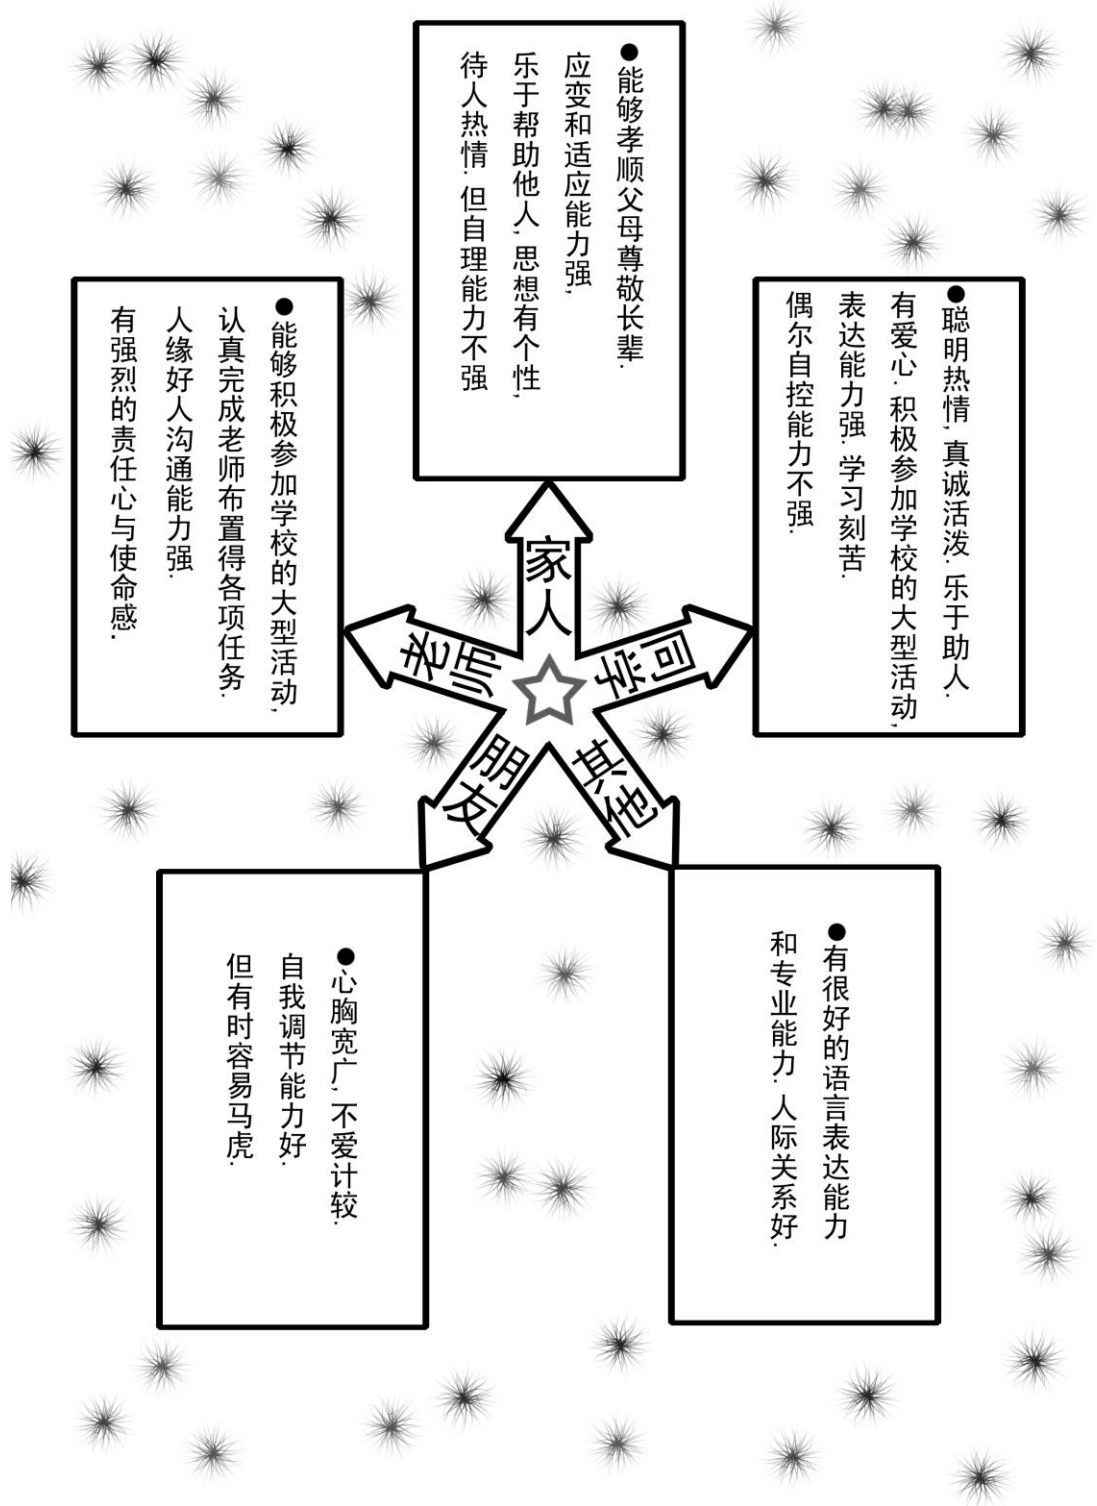 ●能够孝顺父母尊敬长辈.
应变和适应能力强,
乐于帮助他人, 思想有个性,
待人热情. 但自理能力不强
●聪明热情, 真诚活泼. 乐于助人.
有爱心. 积极参加学校的大型活动,
表达能力强. 学习刻苦.
偶尔自控能力不强.
●能够积极参加学校的大型活动,
认真完成老师布置得各项任务.
人缘好人沟通能力强.
有强烈的责任心与使命感.
家人
同学
老师
朋友
其他
●有很好的语言表达能力
和专业能力. 人际关系好.
●心胸宽广, 不爱计较.
自我调节能力好.
但有时容易马虎.